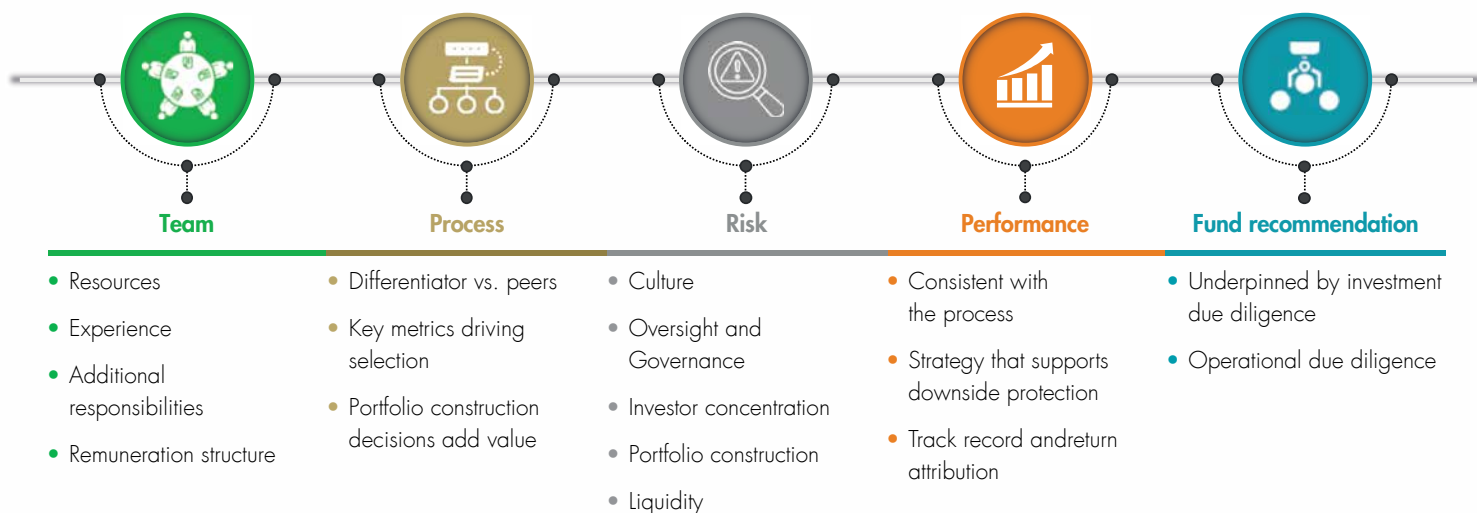 Team
Resources
Experience
Additional
responsibilities
Remuneration structure
Process
Differentiator vs. peers
Key metrics driving
selection
Portfolio construction
decisions add value
Risk
Culture
Oversight and
Governance
Investor concentration
Portfolio construction
Liquidity
Performance
Consistent with
the process
Strategy that supports
downside protection
Track record andreturn
attribution
Fund recommendation
Underpinned by investment
due diligence
Operational due diligence